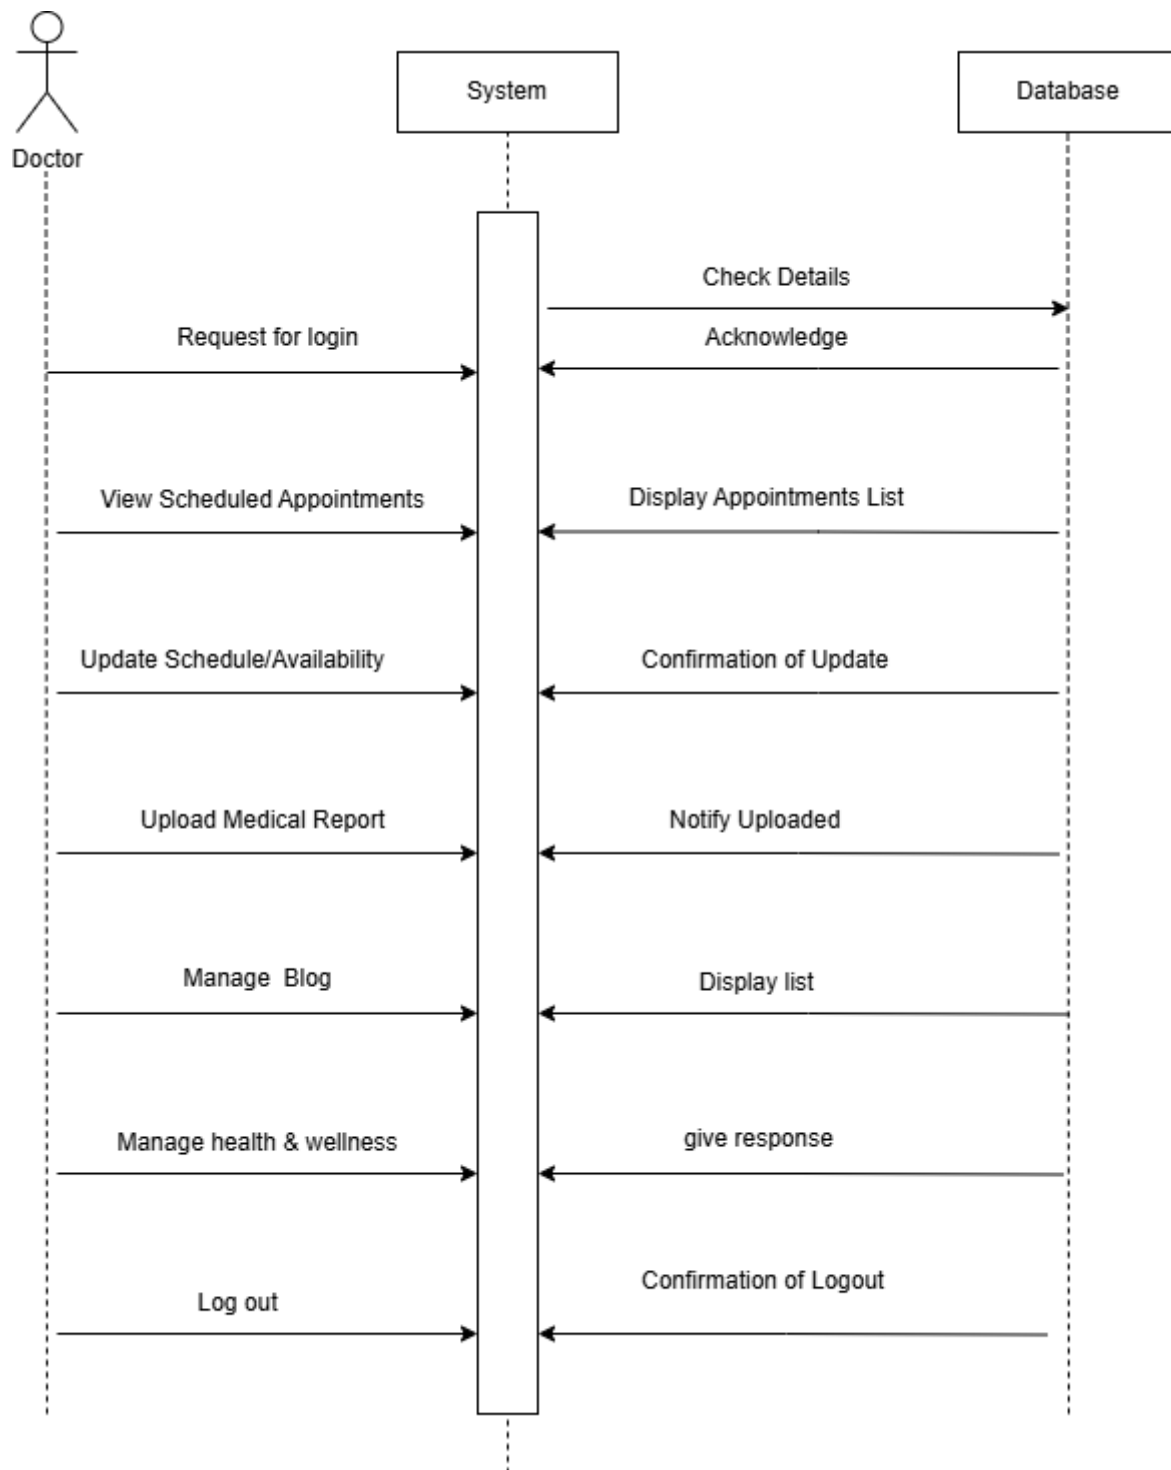 System
Database
Doctor
Check Details
Request for login
Acknowledge
View Scheduled Appointments
Display Appointments List
Update Schedule/Availability
Confirmation of Update
Upload Medical Report
Notify Uploaded
Manage  Blog
Display list
Manage health & wellness
give response
Confirmation of Logout
Log out